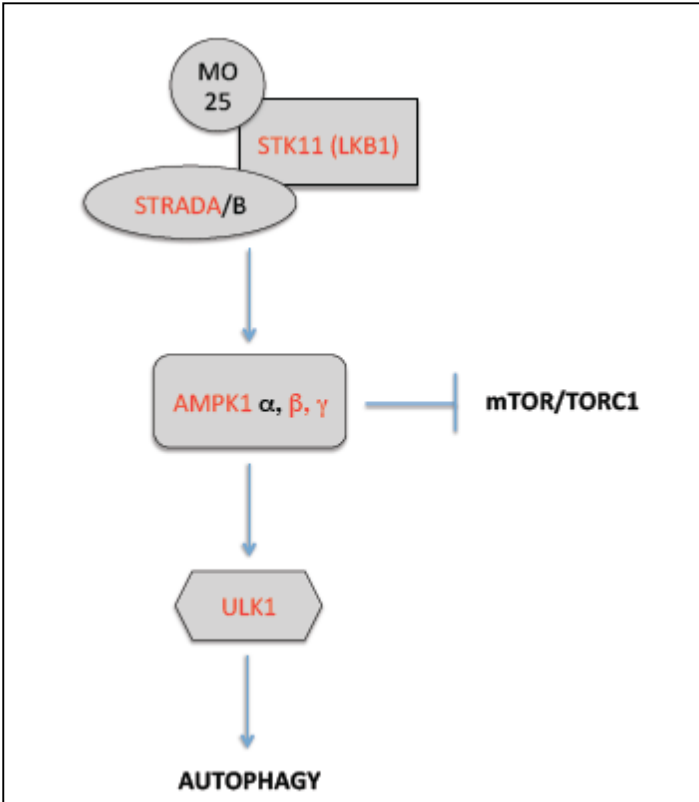 MO
25
STK11 (LKB1)
STRADA/B
AMPK1 α, β, γ
mTOR/TORC1
ULK1
AUTOPHAGY